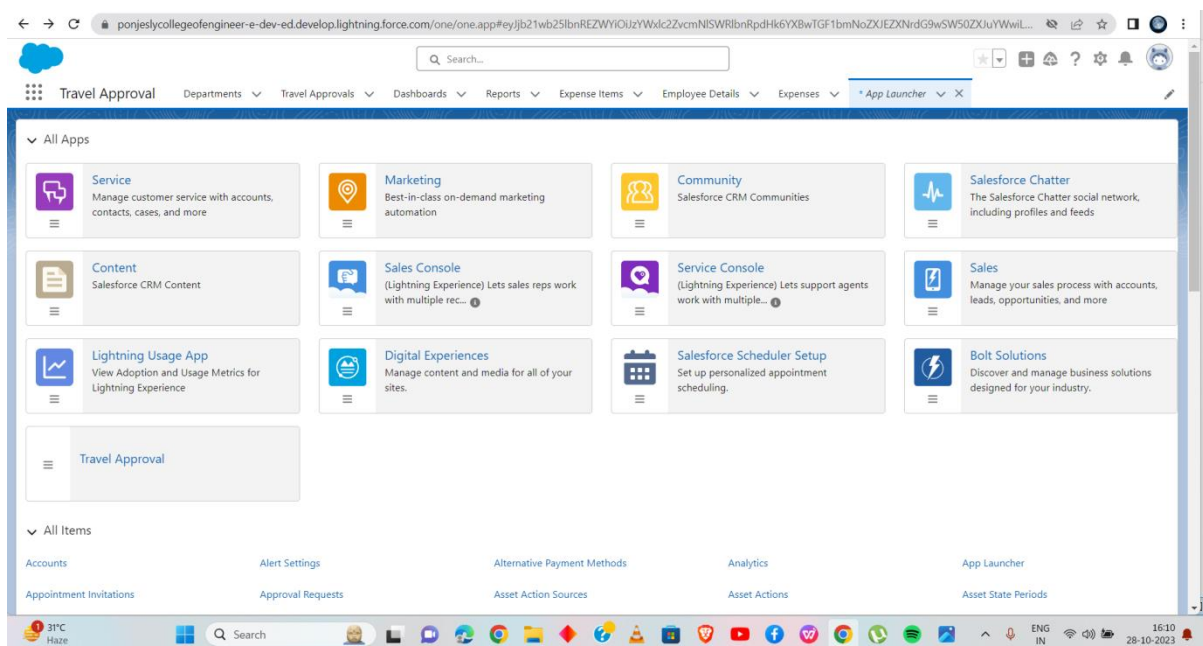 ponjeslycollegeofengineer-e-dev-ed.develop.lightning.force.com/one/one.app#eyJjb21wb25lbnREZWYiOiJzYWxlc2ZvcmNlSWRlbnRpdHk6YXBwTGF1bmNoZXJEZXNrdG9wSW50ZXJuYWwiL...
Search...
Travel Approval Departments Travel Approvals Dashboards Reports Expense Items Employee Details Expenses * App Launcher
All Apps
Service
Manage customer service with accounts,
contacts, cases, and more
Marketing
Best-in-class on-demand marketing
automation
Community
Salesforce CRM Communities
Salesforce Chatter
The Salesforce Chatter social network,
including profiles and feeds
Content
Salesforce CRM Content
Sales Console
(Lightning Experience) Lets sales reps work
with multiple rec...
Service Console
(Lightning Experience) Lets support agents
work with multiple...
Sales
Manage your sales process with accounts,
leads, opportunities, and more
Lightning Usage App
View Adoption and Usage Metrics for
Lightning Experience
Digital Experiences
Manage content and media for all of your
sites.
Salesforce Scheduler Setup
Set up personalized appointment
scheduling.
Bolt Solutions
Discover and manage business solutions
designed for your industry.
Travel Approval
All Items
Accounts Alert Settings Alternative Payment Methods Analytics App Launcher
Appointment Invitations Approval Requests Asset Action Sources Asset Actions Asset State Periods
1
31°C
Haze
Search
ENG
IN
16:10
28-10-2023